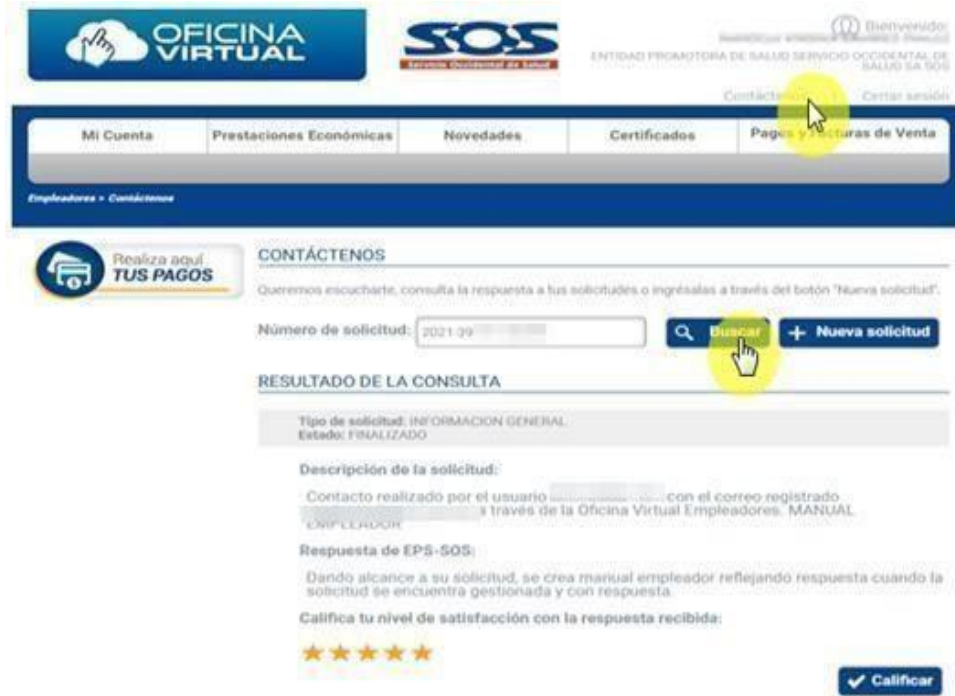 OFICINA
VIRTUAL
SOS
Servicio Occidental de Salud
Bienvenido:
ENTIDAD PROMOTORA DE SALUD SERVICIO OCCIDENTAL DE
SALUD SA SOS
Cerrar sesión
Mi Cuenta
Prestaciones Económicas
Novedades
Certificados
Pagos y Facturas de Venta
Empleadores > Contáctenos
Realiza aquí
TUS PAGOS
CONTÁCTENOS
Queremos escucharte, consulta la respuesta a tus solicitudes o ingrésalas a través del botón "Nueva solicitud".
Número de solicitud: 2021-39
Buscar
Nueva solicitud
RESULTADO DE LA CONSULTA
Tipo de solicitud: INFORMACION GENERAL
Estado: FINALIZADO
Descripción de la solicitud:
Contacto realizado por el usuario con el correo registrado
a través de la Oficina Virtual Empleadores. MANUAL
EMPLEADOR
Respuesta de EPS-SOS:
Dando alcance a su solicitud, se crea manual empleador reflejando respuesta cuando la
solicitud se encuentra gestionada y con respuesta.
Califica tu nivel de satisfacción con la respuesta recibida:
Calificar